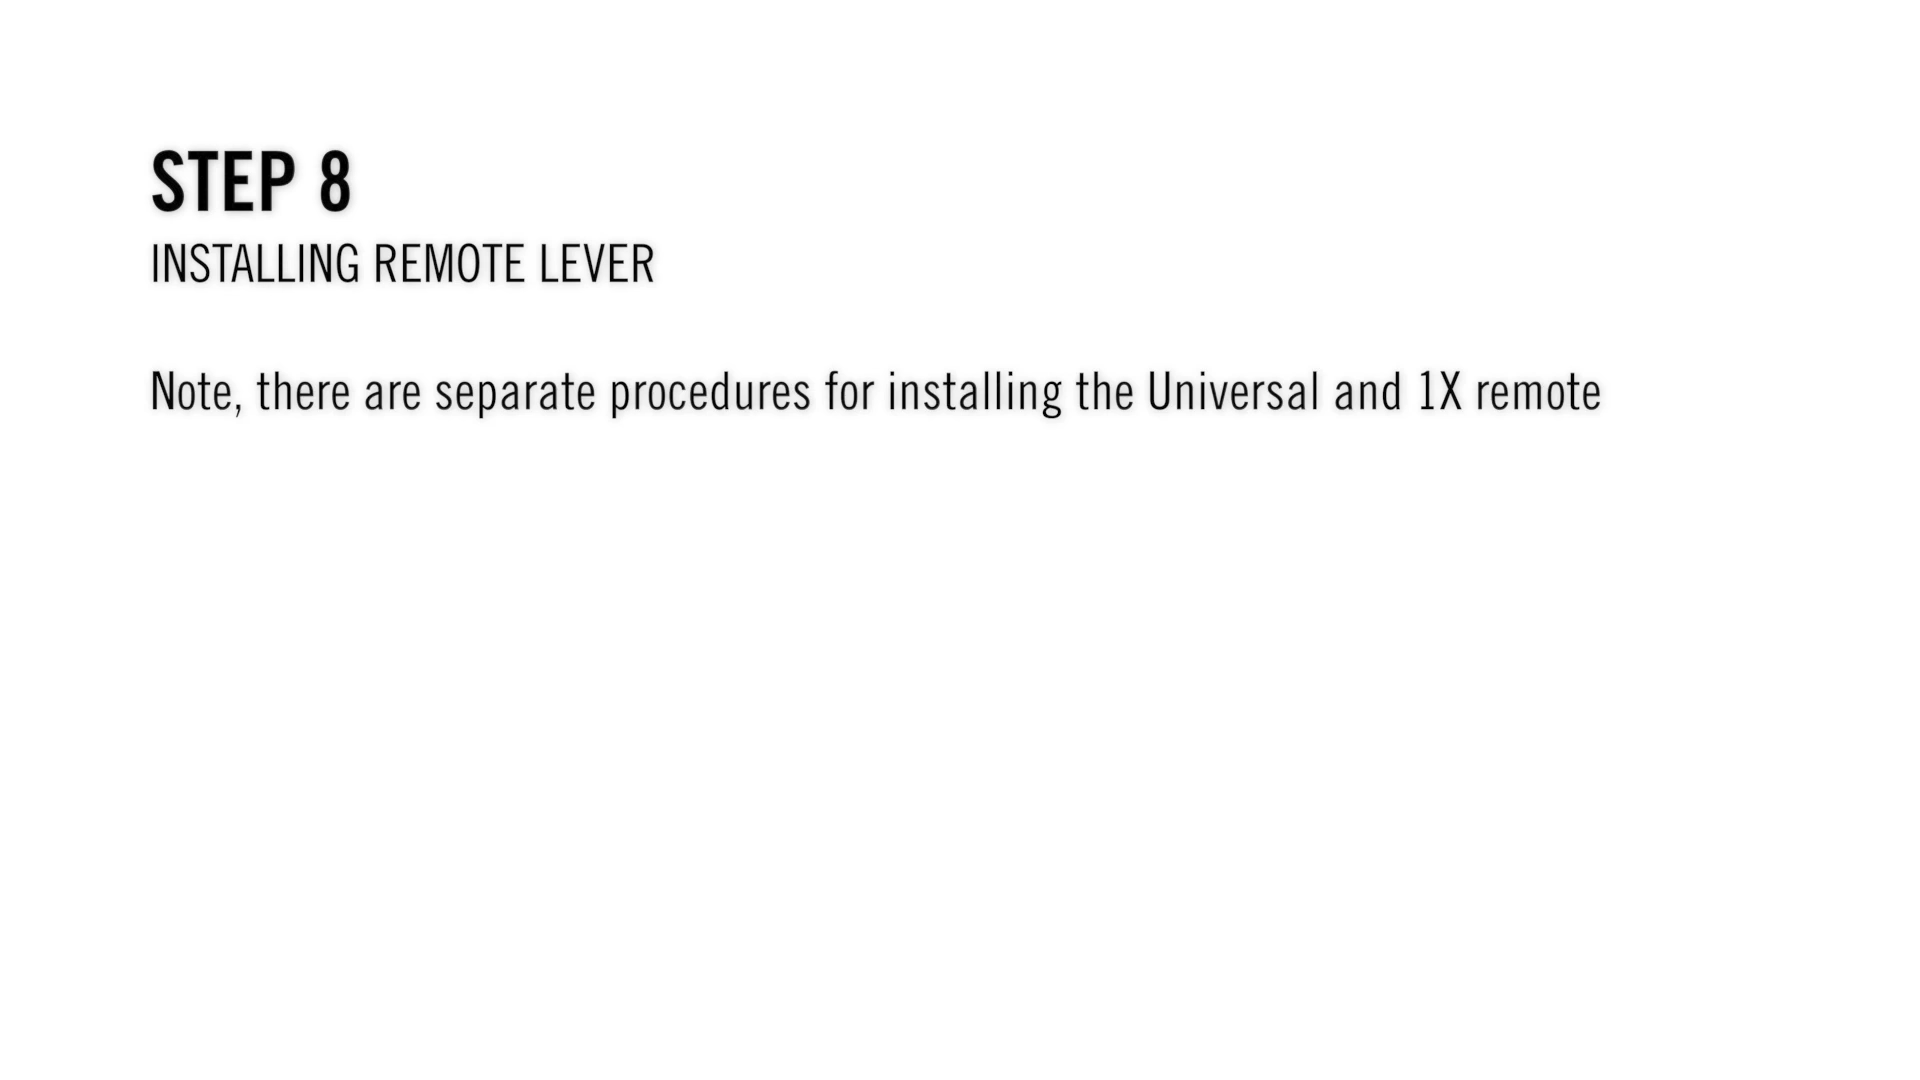 STEP 8
INSTALLING REMOTE LEVER
Note, there are separate procedures for installing the Universal and 1X remote